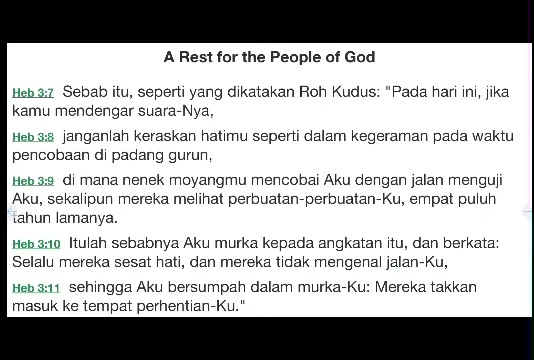 A Rest for the People of God
Heb 3:7 Sebab itu, seperti yang dikatakan Roh Kudus: "Pada hari ini, jika
kamu mendengar suara-Nya,
Heb 3:8 janganlah keraskan hatimu seperti dalam kegeraman pada waktu
pencobaan di padang gurun,
Heb 3:9 di mana nenek moyangmu mencobai Aku dengan jalan menguji
Aku, sekalipun mereka melihat perbuatan-perbuatan-Ku, empat puluh
tahun lamanya.
Heb 3:10 Itulah sebabnya Aku murka kepada angkatan itu, dan berkata:
Selalu mereka sesat hati, dan mereka tidak mengenal jalan-Ku,
Heb 3:11 sehingga Aku bersumpah dalam murka-Ku: Mereka takkan
masuk ke tempat perhentian-Ku."